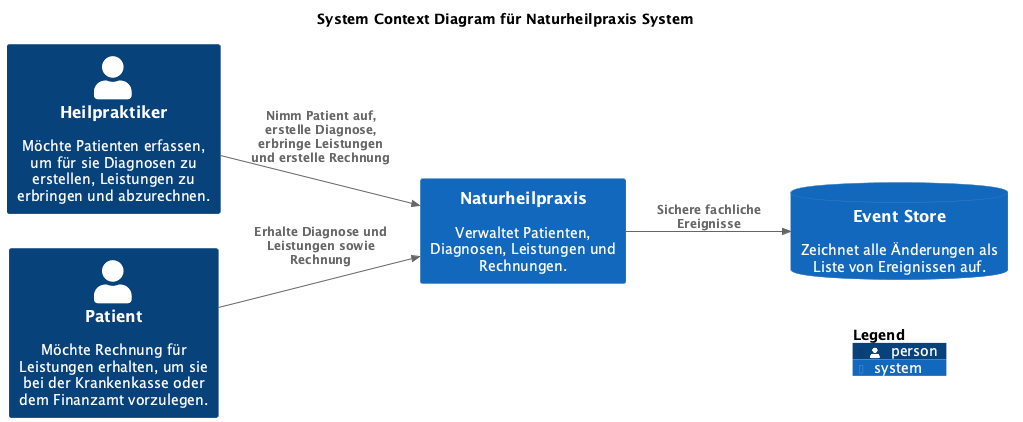 System Context Diagram für Naturheilpraxis System
Heilpraktiker
Möchte Patienten erfassen,
um für sie Diagnosen zu
erstellen, Leistungen zu
erbringen und abzurechnen.
Nimm Patient auf,
erstelle Diagnose,
erbringe Leistungen
und erstelle Rechnung
Patient
Möchte Rechnung für
Leistungen erhalten, um sie
bei der Krankenkasse oder
dem Finanzamt vorzulegen.
Erhalte Diagnose und
Leistungen sowie
Rechnung
Naturheilpraxis
Verwaltet Patienten,
Diagnosen, Leistungen und
Rechnungen.
Sichere fachliche
Ereignisse
Event Store
Zeichnet alle Änderungen als
Liste von Ereignissen auf.
Legend
person
system